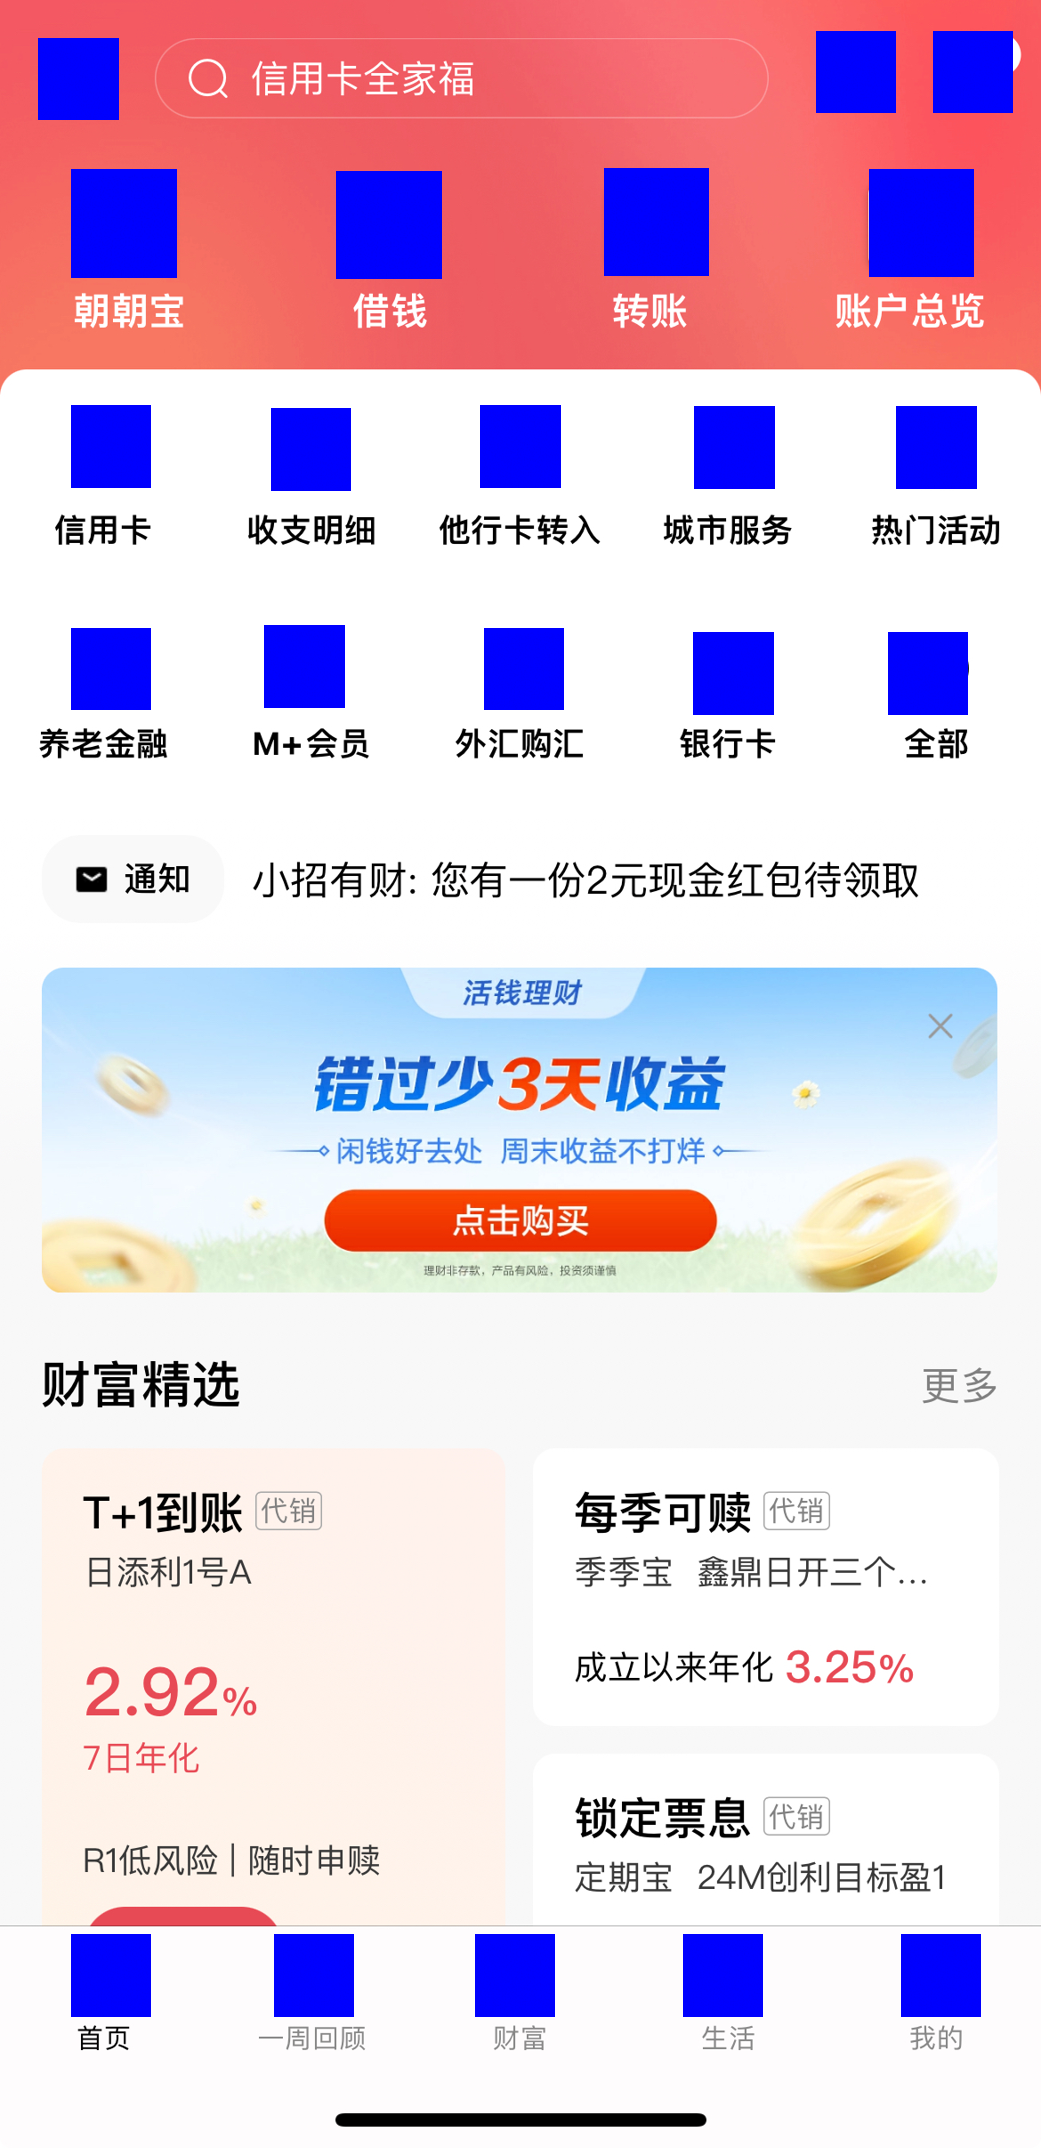 信用卡全家福
朝朝宝 借钱 转账 账户总览
信用卡 收支明细 他行卡转入 城市服务 热门活动
养老金融 M+会员 外汇购汇 银行卡 全部
通知 小招有财: 您有一份2元现金红包待领取
活钱理财
错过少3天收益
闲钱好去处 周末收益不打烊
点击购买
理财非存款，产品有风险，投资须谨慎
财富精选 更多
T+1到账 代销
日添利1号A
2.92%
7日年化
R1低风险 | 随时申赎
每季可赎 代销
季季宝 鑫鼎日开三个...
成立以来年化 3.25%
锁定票息 代销
定期宝 24M创利目标盈1
首页 一周回顾 财富 生活 我的